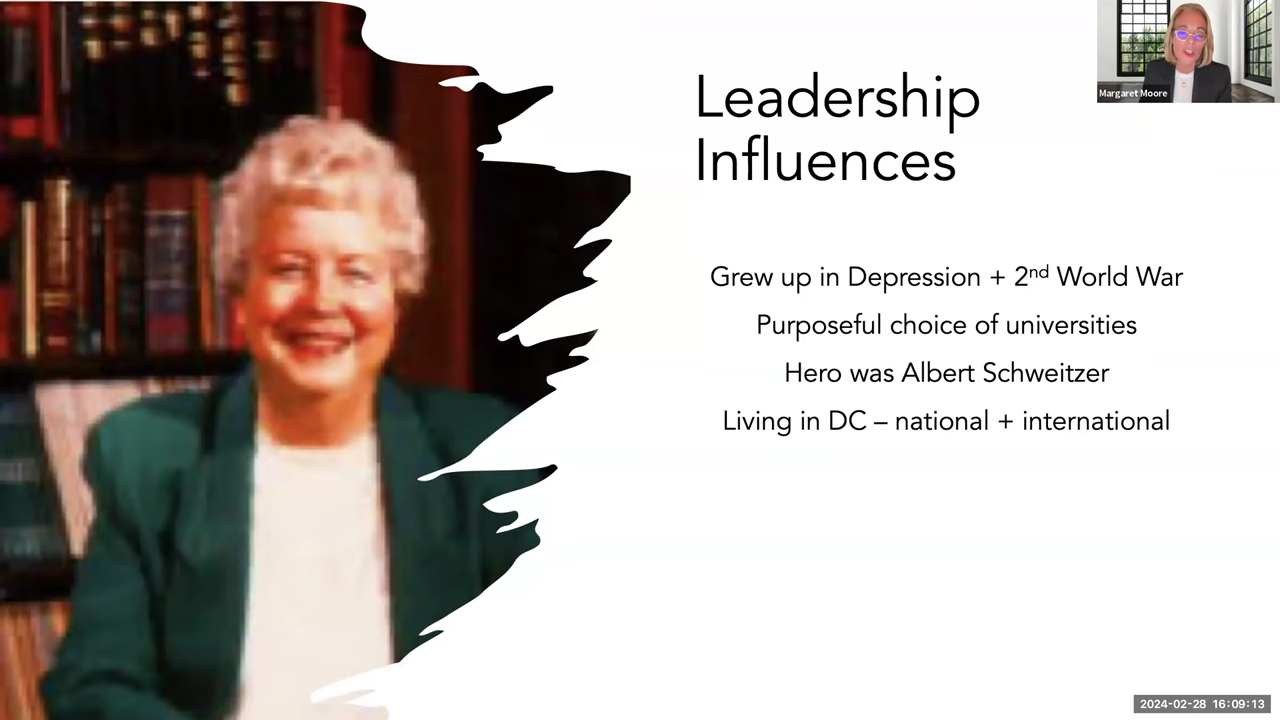 Leadership
Influences
Margaret Moore
Grew up in Depression + 2nd World War
Purposeful choice of universities
Hero was Albert Schweitzer
Living in DC – national + international
2024-02-28 16:09:13